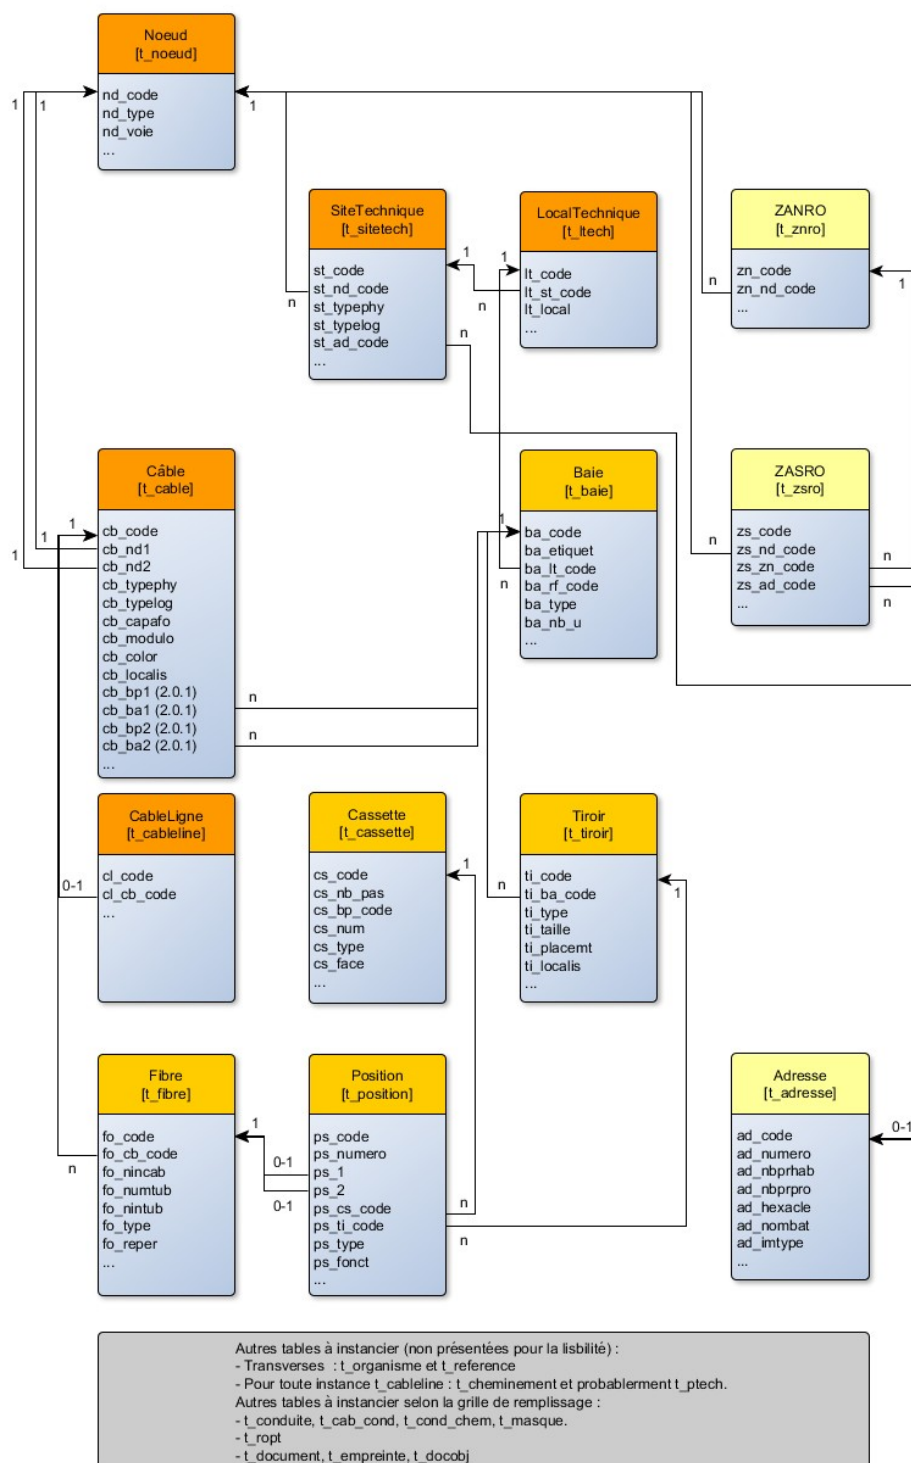 Noeud
[t_noeud]
nd_code
nd_type
nd_voie
...
1
1
1
SiteTechnique
[t_sitetech]
st_code
st_nd_code
st_typephy
st_typelog
st_ad_code
...
n
n
1
n
LocalTechnique
[t_ltech]
lt_code
lt_st_code
lt_local
...
1
ZANRO
[t_znro]
zn_code
zn_nd_code
...
n
1
Câble
[t_cable]
cb_code
cb_nd1
cb_nd2
cb_typephy
cb_typelog
cb_capafo
cb_modulo
cb_color
cb_localis
cb_bp1 (2.0.1)
cb_ba1 (2.0.1)
cb_bp2 (2.0.1)
cb_ba2 (2.0.1)
...
1
1
1
n
n
Baie
[t_baie]
ba_code
ba_etiquet
ba_lt_code
ba_rf_code
ba_type
ba_nb_u
...
1
n
ZASRO
[t_zsro]
zs_code
zs_nd_code
zs_zn_code
zs_ad_code
...
n
n
n
CableLigne
[t_cableline]
cl_code
cl_cb_code
...
0-1
Cassette
[t_cassette]
cs_code
cs_nb_pas
cs_bp_code
cs_num
cs_type
cs_face
...
1
Tiroir
[t_tiroir]
ti_code
ti_ba_code
ti_type
ti_taille
ti_placemt
ti_localis
...
n
1
Fibre
[t_fibre]
fo_code
fo_cb_code
fo_nincab
fo_numtub
fo_nintub
fo_type
fo_reper
...
n
1
0-1
0-1
Position
[t_position]
ps_code
ps_numero
ps_1
ps_2
ps_cs_code
ps_ti_code
ps_type
ps_fonct
...
n
n
Adresse
[t_adresse]
ad_code
ad_numero
ad_nbprhab
ad_nbprpro
ad_hexacle
ad_nombat
ad_imtype
...
0-1
Autres tables à instancier (non présentées pour la lisbilité) :
- Transverses : t_organisme et t_reference
- Pour toute instance t_cableline : t_cheminement et probablerment t_ptech.
Autres tables à instancier selon la grille de remplissage :
- t_conduite, t_cab_cond, t_cond_chem, t_masque.
- t_ropt
- t_document, t_empreinte, t_docobj